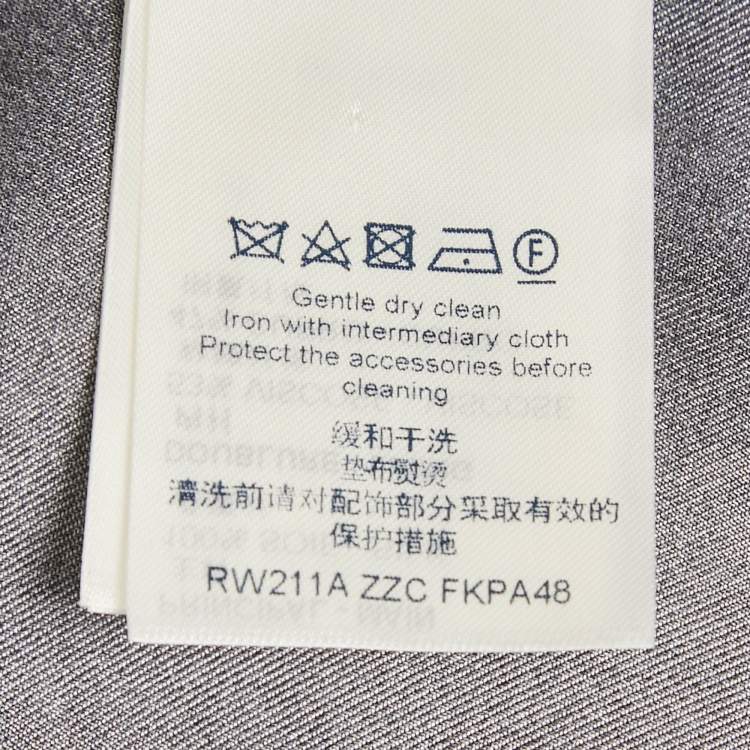 F
Gentle dry clean
Iron with intermediary cloth
Protect the accessories before
cleaning
缓和干洗
垫布熨烫
清洗前请对配饰部分采取有效的
保护措施
RW211A ZZC FKPA48